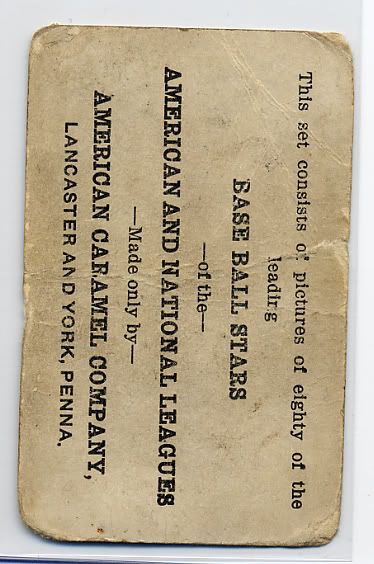 This set consists of pictures of eighty of the
leading
BASE BALL STARS
—of the—
AMERICAN AND NATIONAL LEAGUES
—Made only by—
AMERICAN CARAMEL COMPANY,
LANCASTER AND YORK, PENNA.